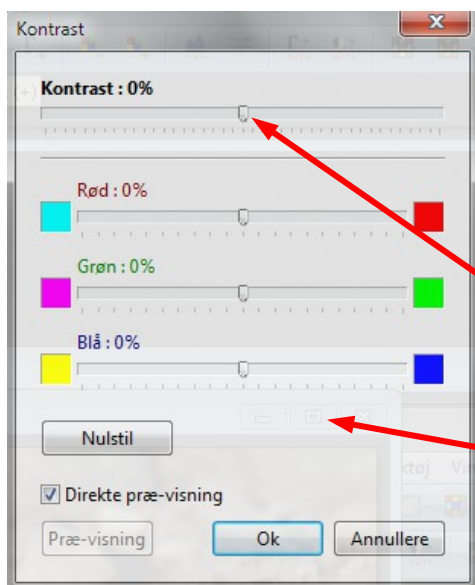 Kontrast
Kontrast : 0%
Rød : 0%
Grøn : 0%
Blå : 0%
Nulstil
Direkte præ-visning
Præ-visning
Ok
Annullere